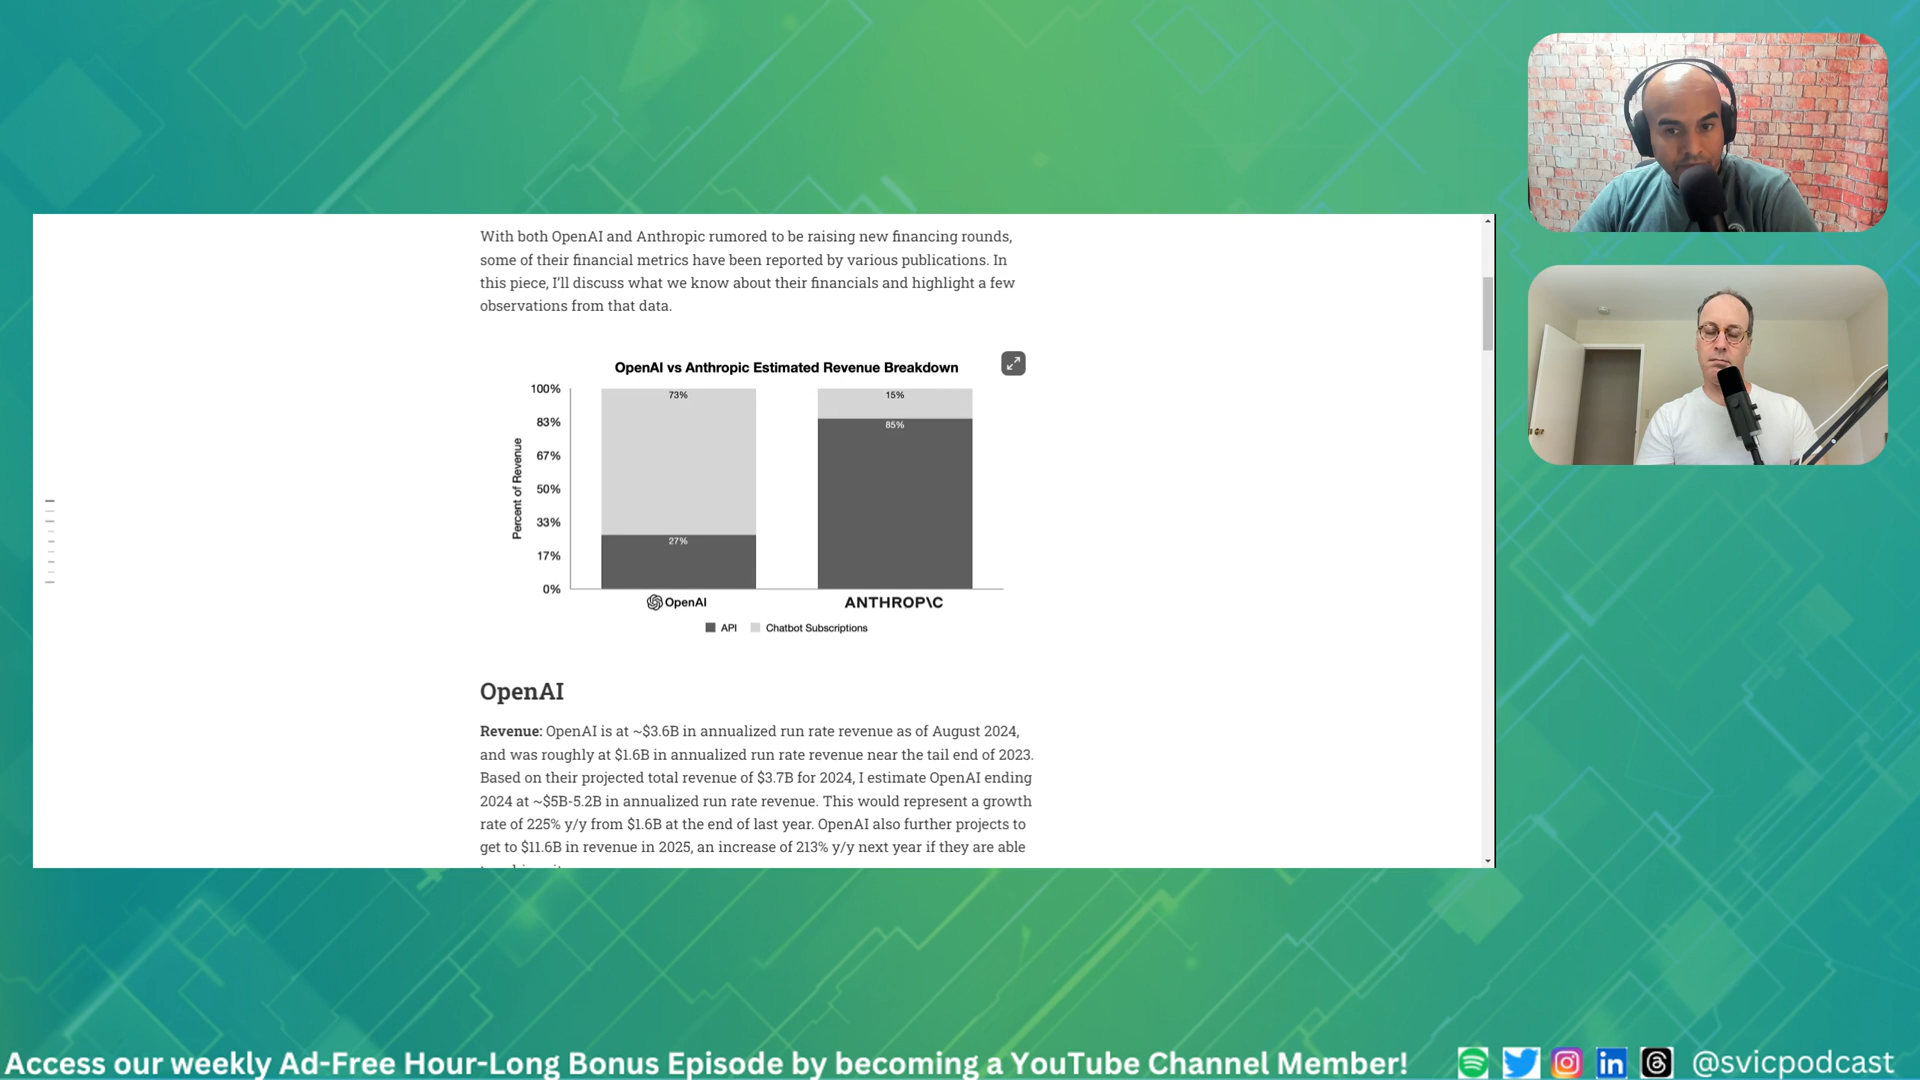 With both OpenAI and Anthropic rumored to be raising new financing rounds,
some of their financial metrics have been reported by various publications. In
this piece, I'll discuss what we know about their financials and highlight a few
observations from that data.
OpenAI vs Anthropic Estimated Revenue Breakdown
Percent of Revenue
100%
83%
67%
50%
33%
17%
0%
73%
27%
15%
85%
OpenAI
ANTHROP\C
API
Chatbot Subscriptions
OpenAI
Revenue: OpenAI is at ~$3.6B in annualized run rate revenue as of August 2024,
and was roughly at $1.6B in annualized run rate revenue near the tail end of 2023.
Based on their projected total revenue of $3.7B for 2024, I estimate OpenAI ending
2024 at ~$5B-5.2B in annualized run rate revenue. This would represent a growth
rate of 225% y/y from $1.6B at the end of last year. OpenAI also further projects to
get to $11.6B in revenue in 2025, an increase of 213% y/y next year if they are able
Access our weekly Ad-Free Hour-Long Bonus Episode by becoming a YouTube Channel Member!
@svicpodcast